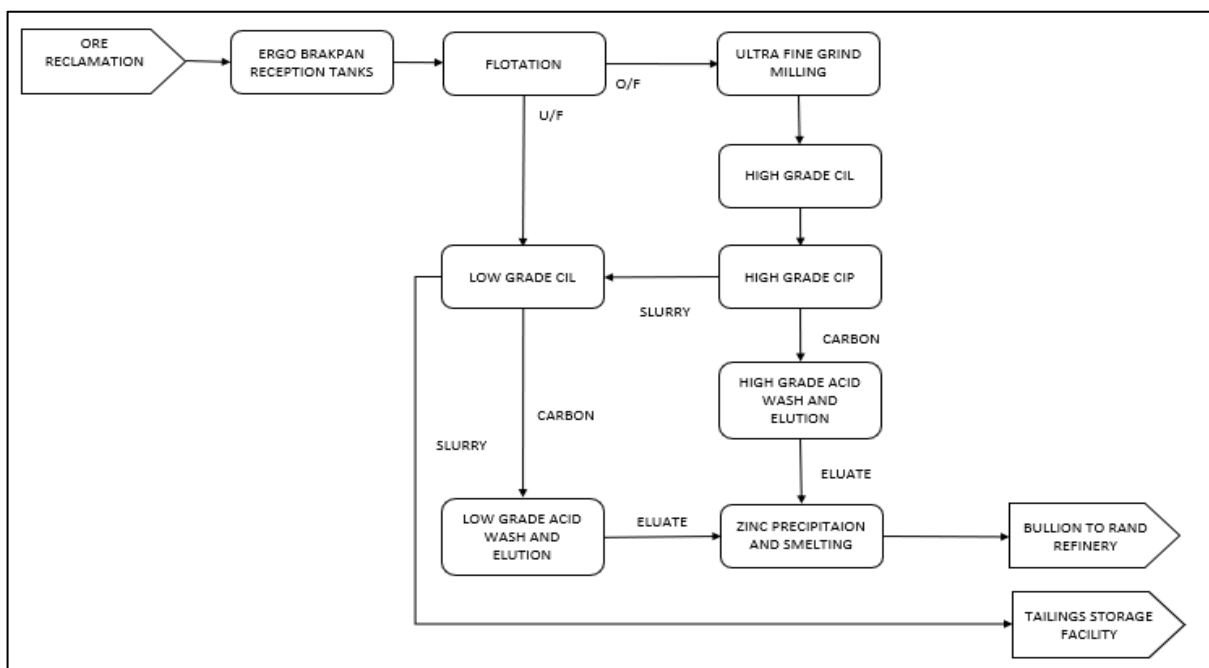 ORE
RECLAMATION
ERGO BRAKPAN
RECEPTION TANKS
FLOTATION
ULTRA FINE GRIND
MILLING
O/F
U/F
HIGH GRADE CIL
LOW GRADE CIL
HIGH GRADE CIP
SLURRY
CARBON
HIGH GRADE ACID
WASH AND
ELUTION
CARBON
SLURRY
ELUATE
LOW GRADE ACID
WASH AND
ELUTION
ELUATE
ZINC PRECIPITAION
AND SMELTING
BULLION TO RAND
REFINERY
TAILINGS STORAGE
FACILITY